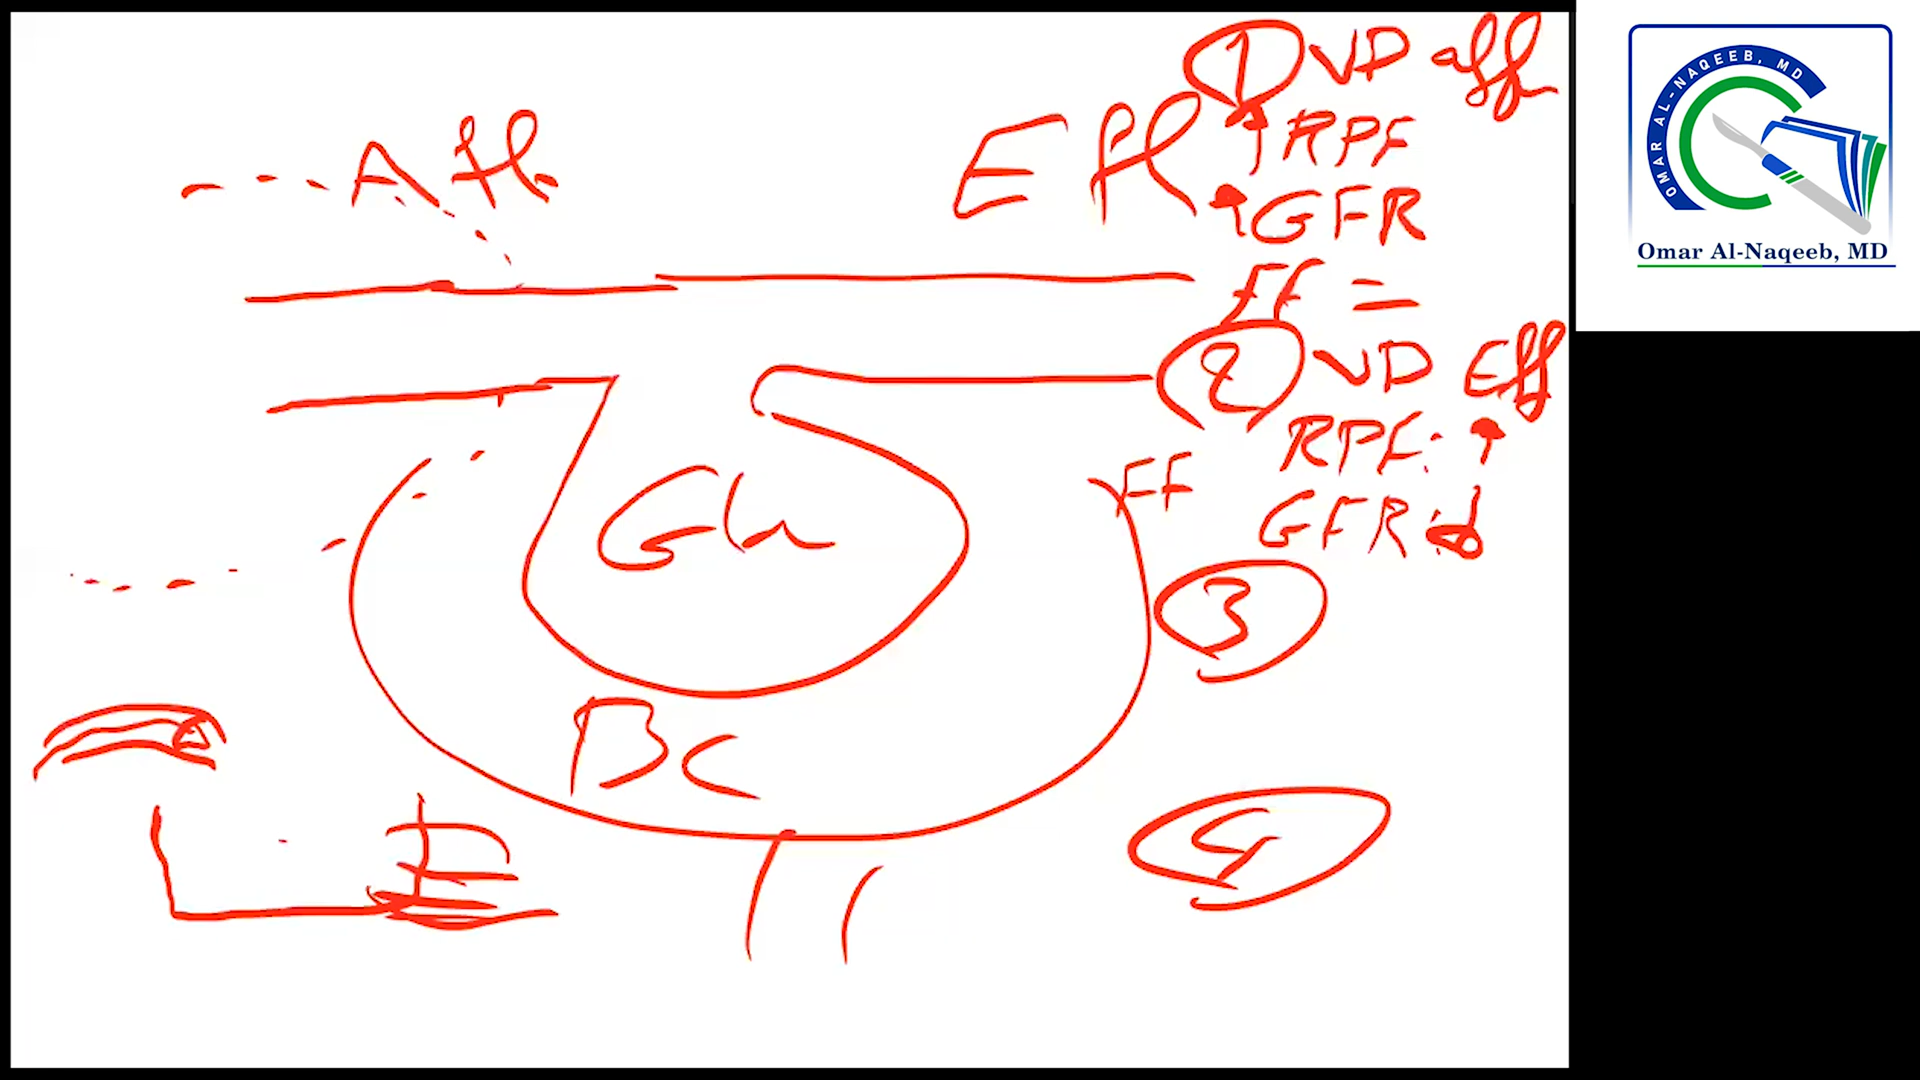 Aff
Eff
1 VD aff
↑ RPF
↑ GFR
FF =
2 VD Eff
RPF: ↑
GFR: ↓
FF
3
4
BC
OMAR AL-NAQEEB, MD
Omar Al-Naqeeb, MD